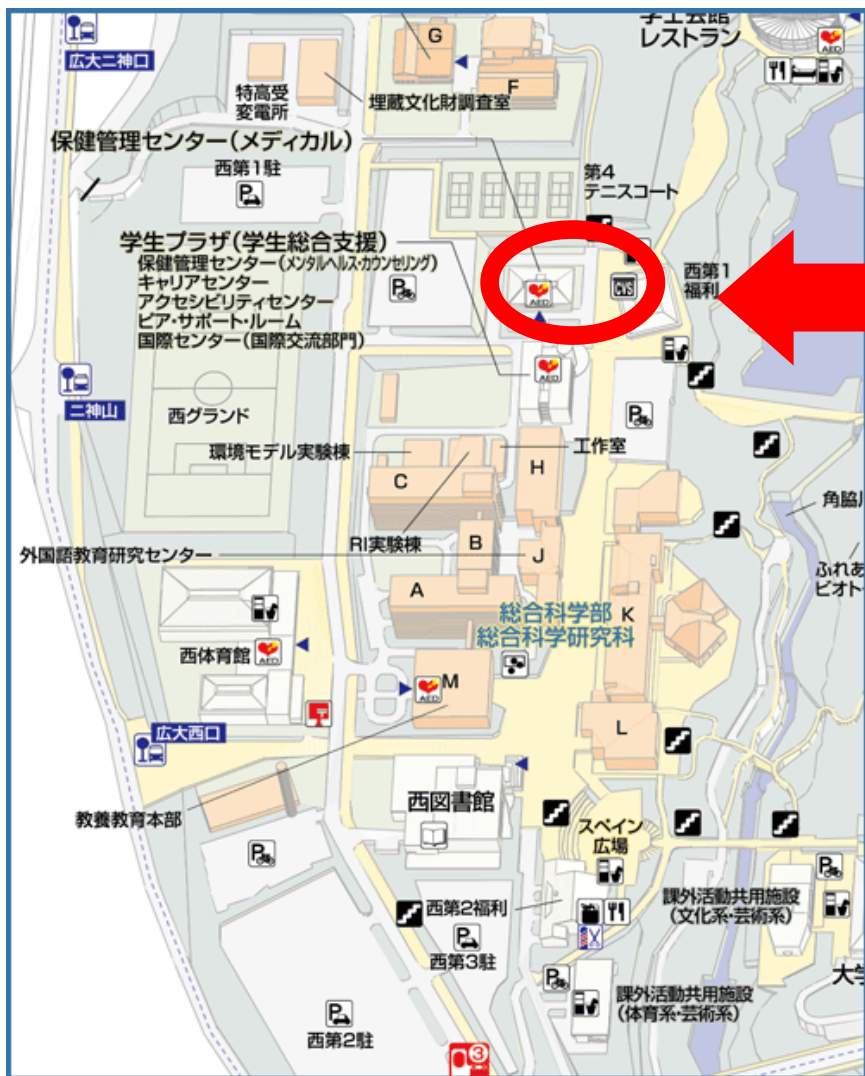 学士会館
レストラン
AED
広大二神口
G
F
特高受
変電所
埋蔵文化財調査室
保健管理センター(メディカル)
西第1駐
P
第4
テニスコート
学生プラザ(学生総合支援)
保健管理センター(メンタルヘルス・カウンセリング)
キャリアセンター
アクセシビリティセンター
ピア・サポート・ルーム
国際センター(国際交流部門)
P
AED
CVS
西第1
福利
AED
P
二神山
西グランド
環境モデル実験棟
工作室
C
H
RI実験棟
B
J
外国語教育研究センター
A
K
角脇川
ふれあ
ビオト
総合科学部
総合科学研究科
西体育館
AED
AED
M
L
広大西口
教養教育本部
西図書館
スペイン
広場
P
P
西第2福利
P
西第3駐
課外活動共用施設
(文化系・芸術系)
大学
P
課外活動共用施設
(体育系・芸術系)
P
西第2駐
3